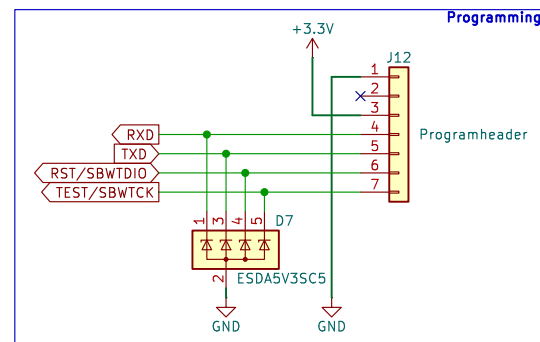 Programming
+3.3V
J12
1
2
3
4
5
6
7
Programheader
RXD
TXD
RST/SBWTDIO
TEST/SBWTCK
1
3
4
5
D7
2
ESDA5V3SC5
GND
GND